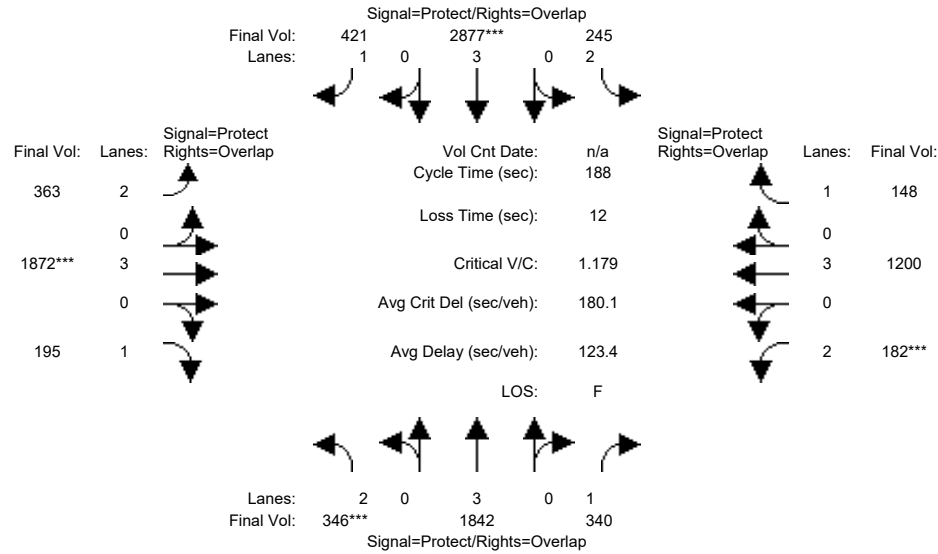 Signal=Protect/Rights=Overlap
Final Vol: 421 2877*** 245
Lanes: 1 0 3 0 2
Signal=Protect Signal=Protect
Final Vol: Lanes: Rights=Overlap Vol Cnt Date: n/a Rights=Overlap Lanes: Final Vol:
Cycle Time (sec): 188
363 2 1 148
Loss Time (sec): 12
0 0
1872*** 3 Critical V/C: 1.179 3 1200
0 Avg Crit Del (sec/veh): 180.1 0
195 1 Avg Delay (sec/veh): 123.4 2 182***
LOS: F
Lanes: 2 0 3 0 1
Final Vol: 346*** 1842 340
Signal=Protect/Rights=Overlap